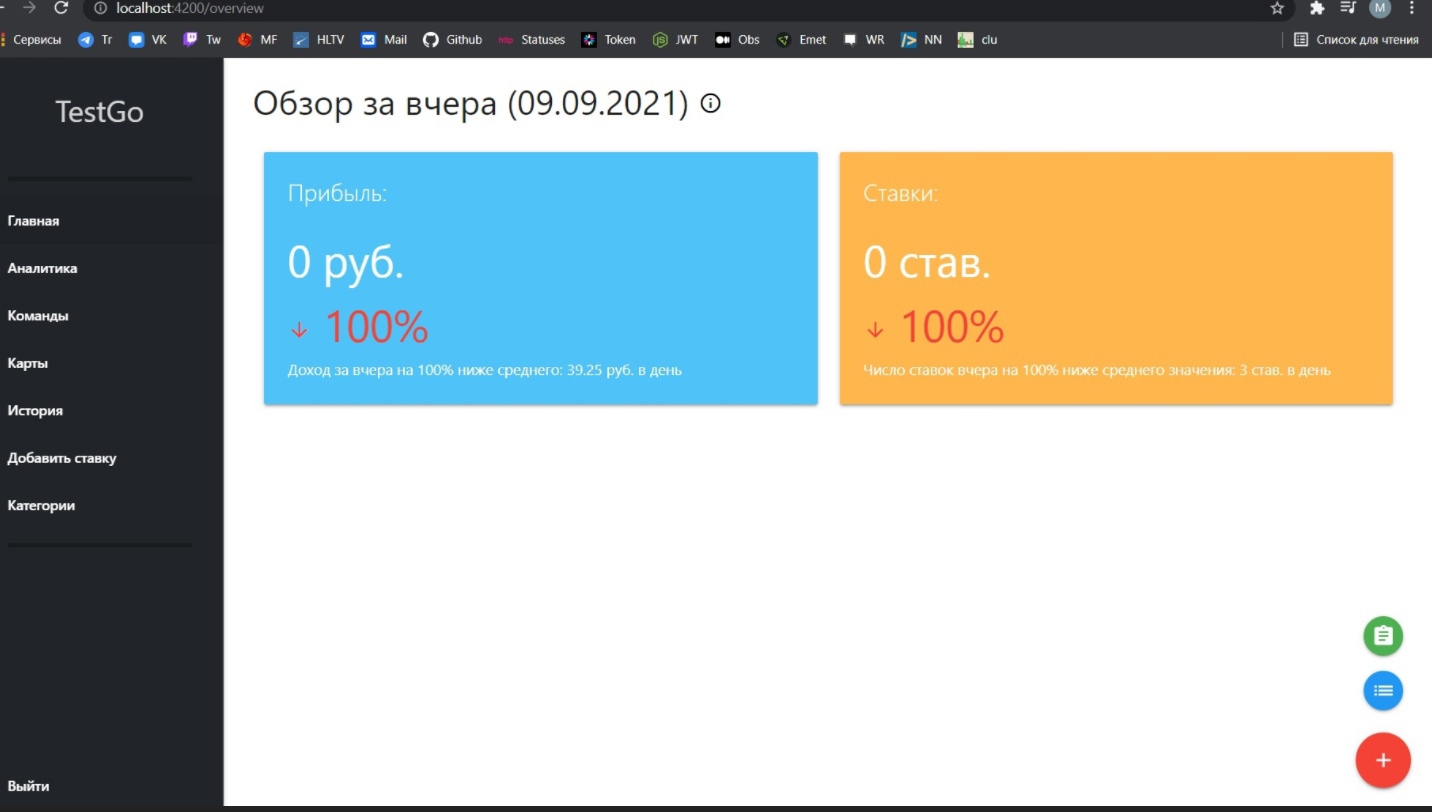 localhost:4200/overview
Сервисы Tr VK Tw MF HLTV Mail Github http Statuses Token JWT Obs Emet WR NN clu Список для чтения
M
TestGo
Главная
Аналитика
Команды
Карты
История
Добавить ставку
Категории
Выйти
Обзор за вчера (09.09.2021)
Прибыль:
0 руб.
100%
Доход за вчера на 100% ниже среднего: 39.25 руб. в день
Ставки:
0 став.
100%
Число ставок вчера на 100% ниже среднего значения: 3 став. в день